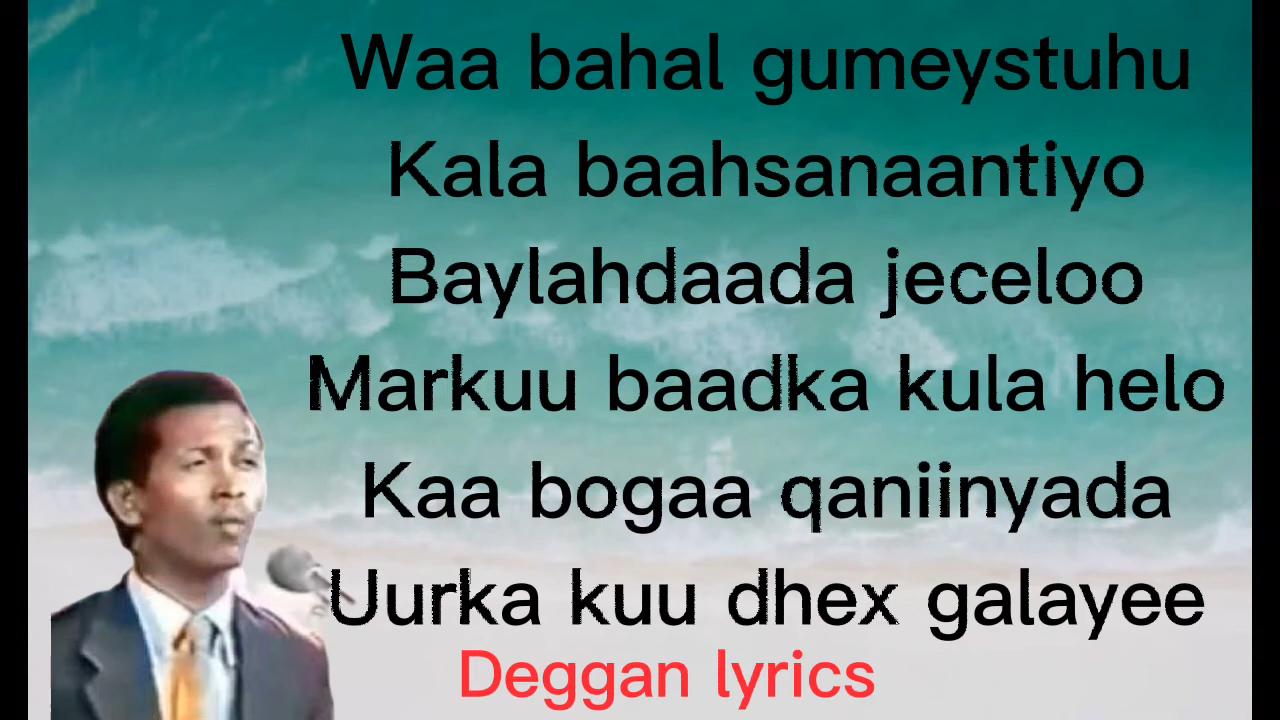 Waa bahal gumeystuhu
Kala baahsanaantiyo
Baylahdaada jeceloo
Markuu baadka kula helo
Kaa bogaa qaniinyada
Uurka kuu dhex galayee
Deggan lyrics